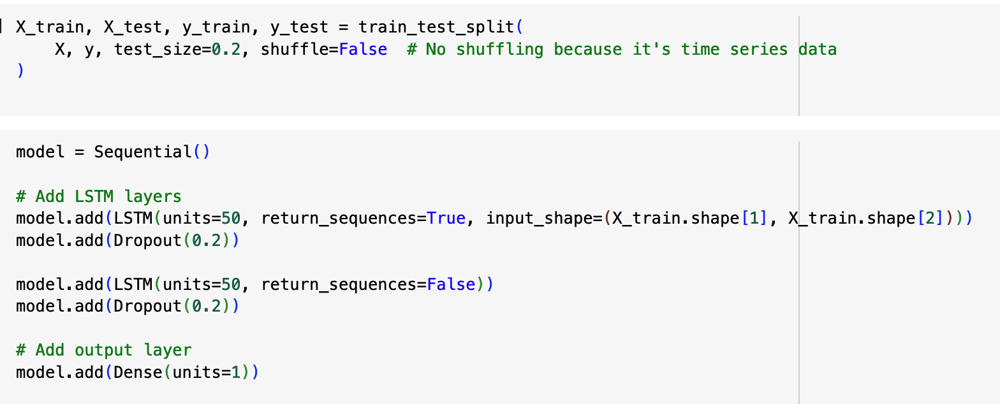 X_train, X_test, y_train, y_test = train_test_split(
    X, y, test_size=0.2, shuffle=False  # No shuffling because it's time series data
)
model = Sequential()
# Add LSTM layers
model.add(LSTM(units=50, return_sequences=True, input_shape=(X_train.shape[1], X_train.shape[2])))
model.add(Dropout(0.2))
model.add(LSTM(units=50, return_sequences=False))
model.add(Dropout(0.2))
# Add output layer
model.add(Dense(units=1))